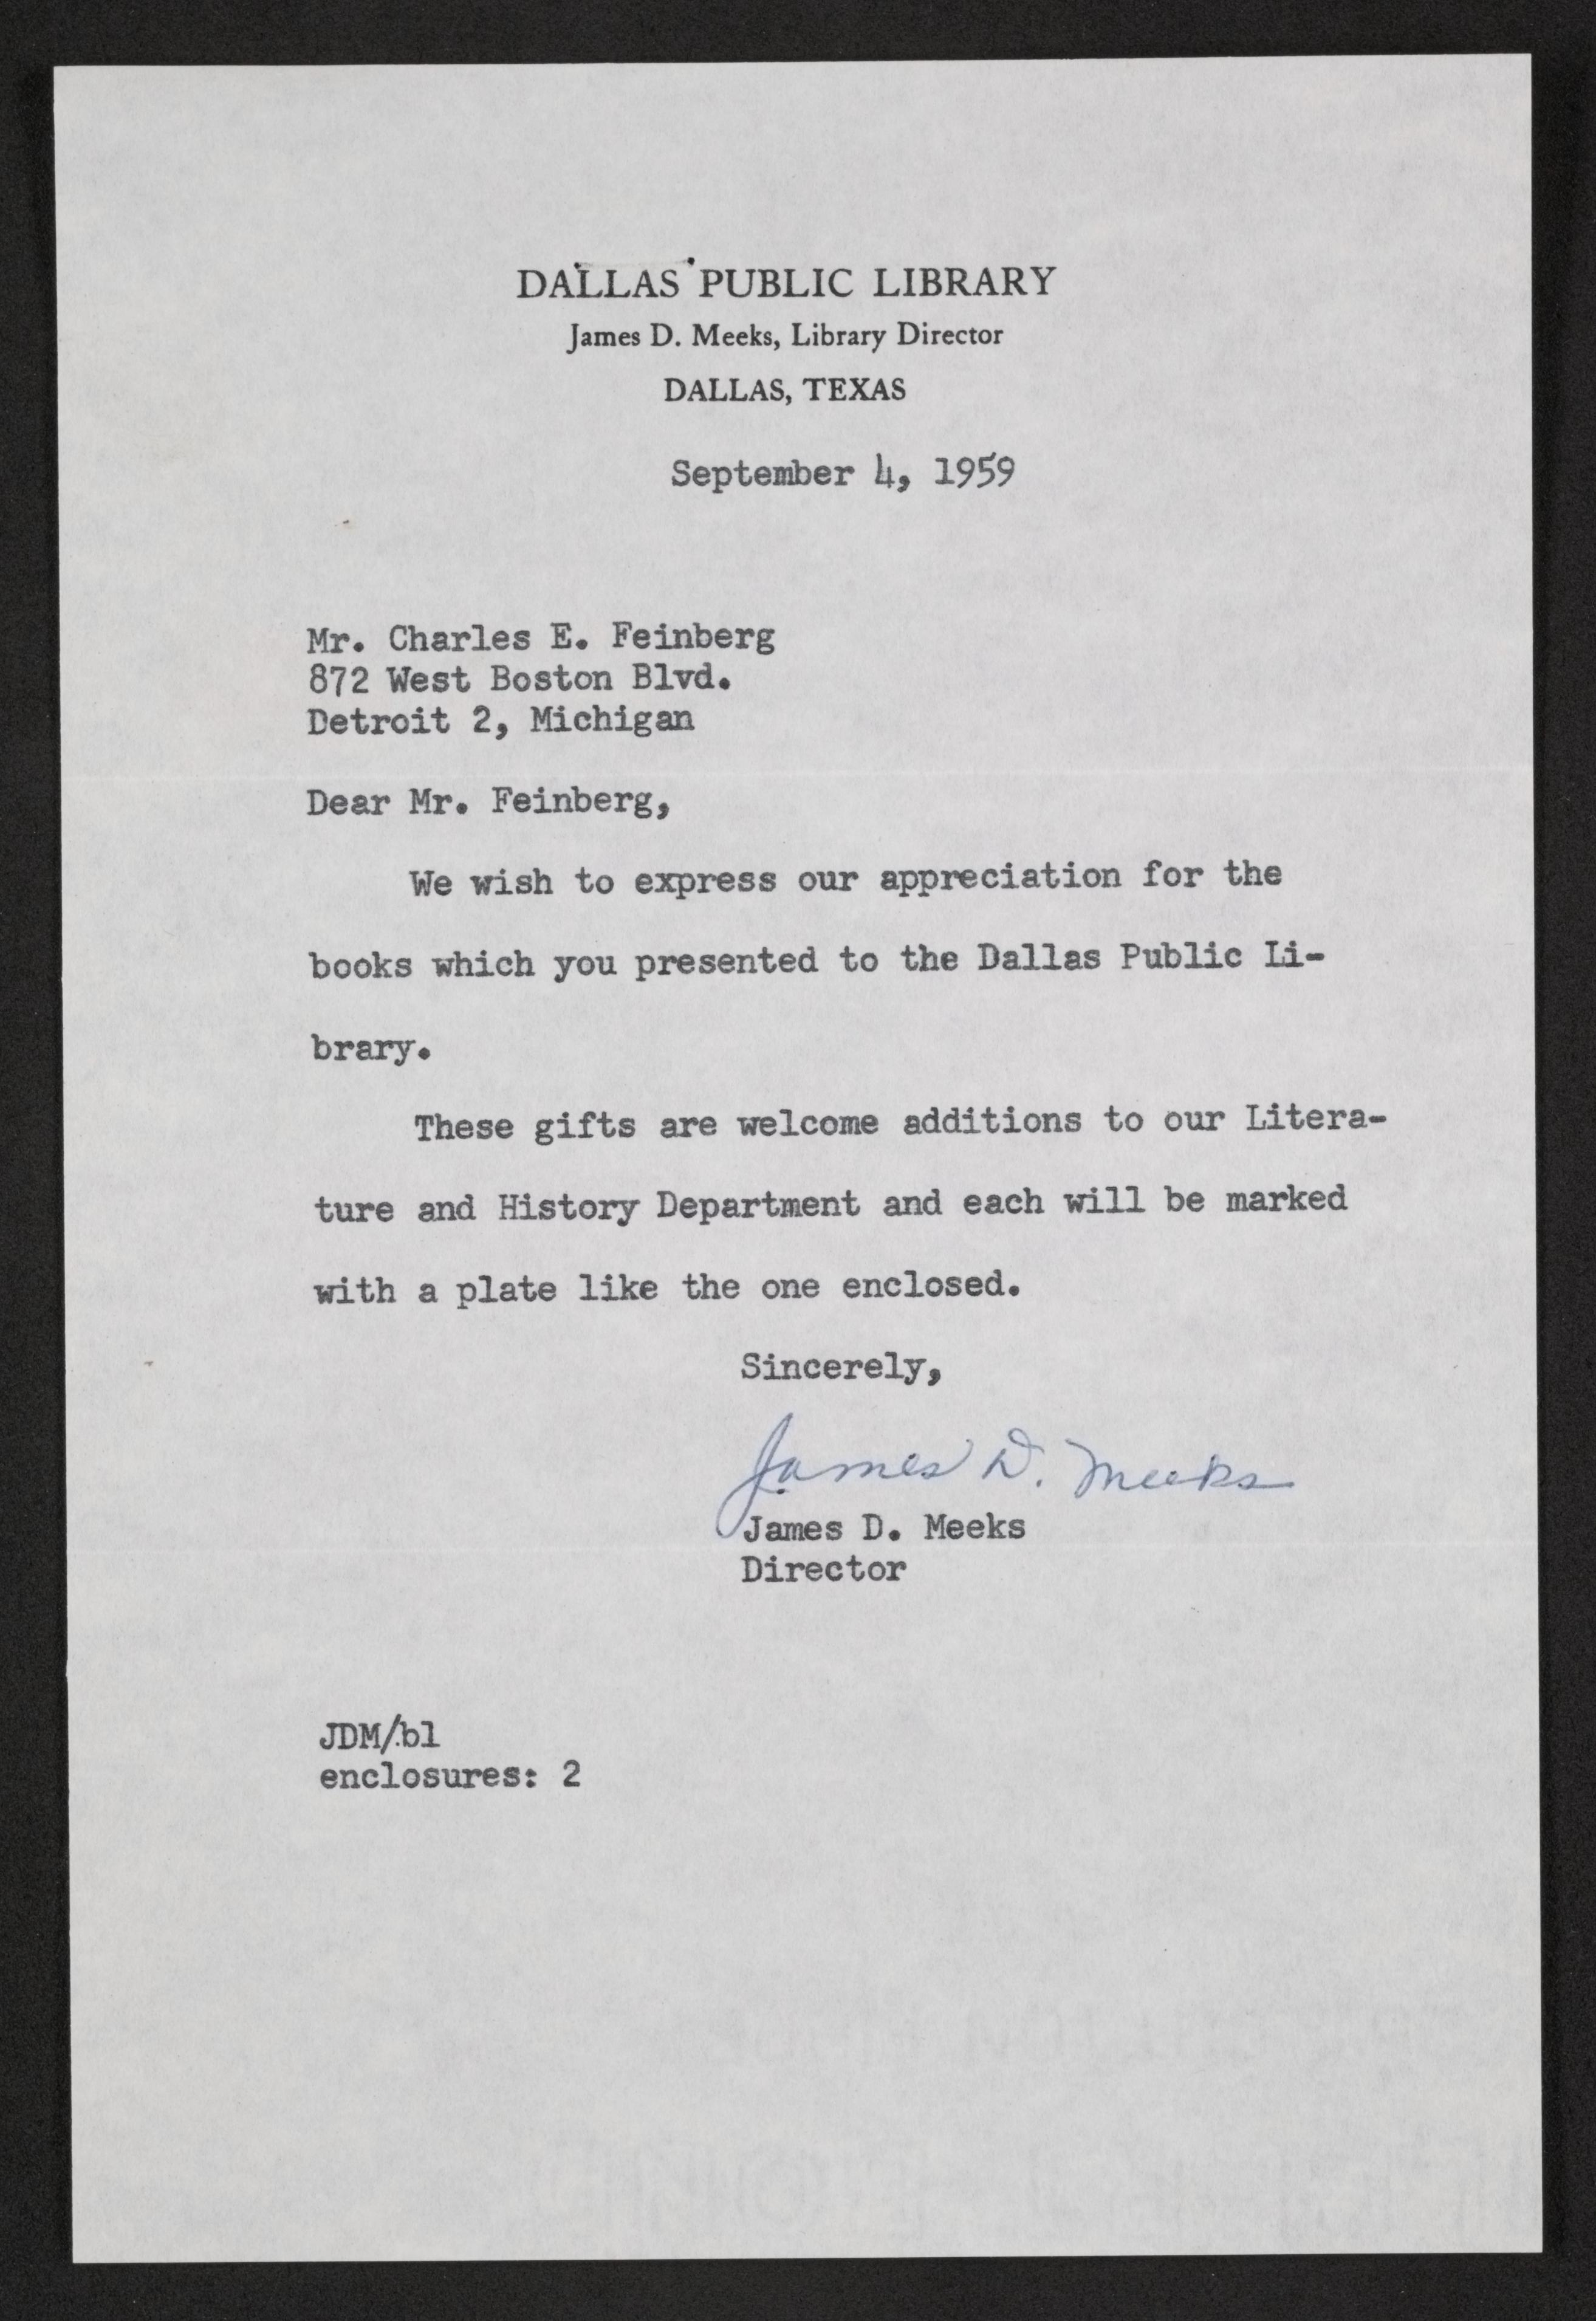 DALLAS PUBLIC LIBRARY
James D. Meeks, Library Director
DALLAS, TEXAS
September 4, 1959
Mr. Charles E. Feinberg
872 West Boston Blvd.
Detroit 2, Michigan
Dear Mr. Feinberg,
We wish to express our appreciation for the
books which you presented to the Dallas Public Li-
brary.
These gifts are welcome additions to our Litera-
ture and History Department and each will be marked
with a plate like the one enclosed.
Sincerely,
James D. Meeks
James D. Meeks
Director
JDM/bl
enclosures: 2